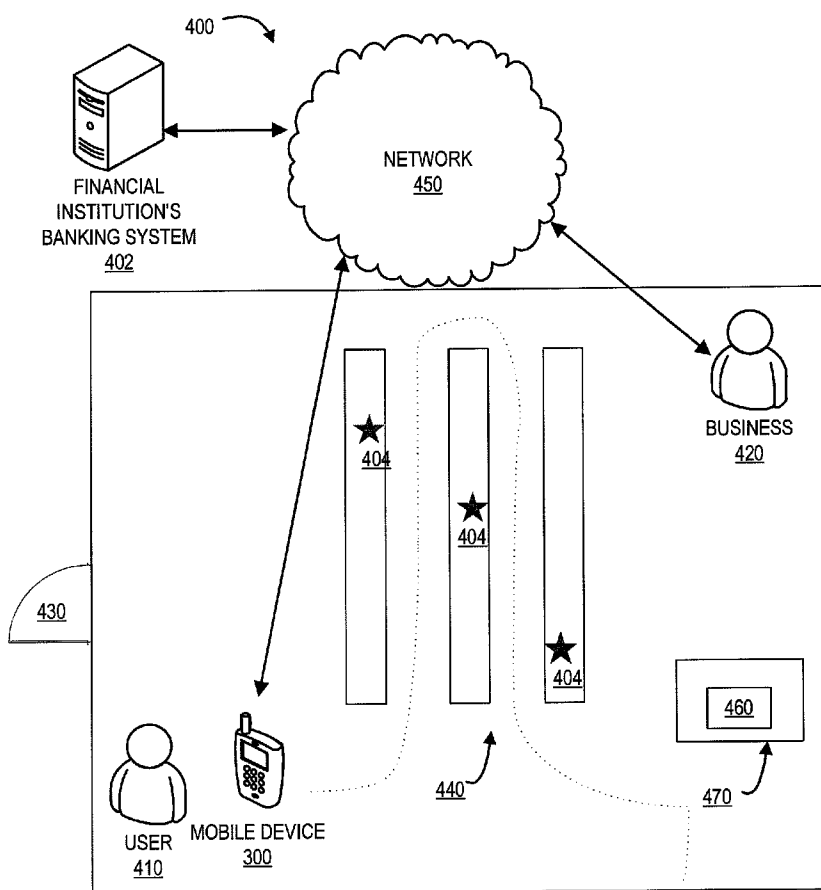 400
NETWORK
450
FINANCIAL
INSTITUTION'S
BANKING SYSTEM
402
BUSINESS
420
404
404
430
404
460
440
470
USER
410
MOBILE DEVICE
300